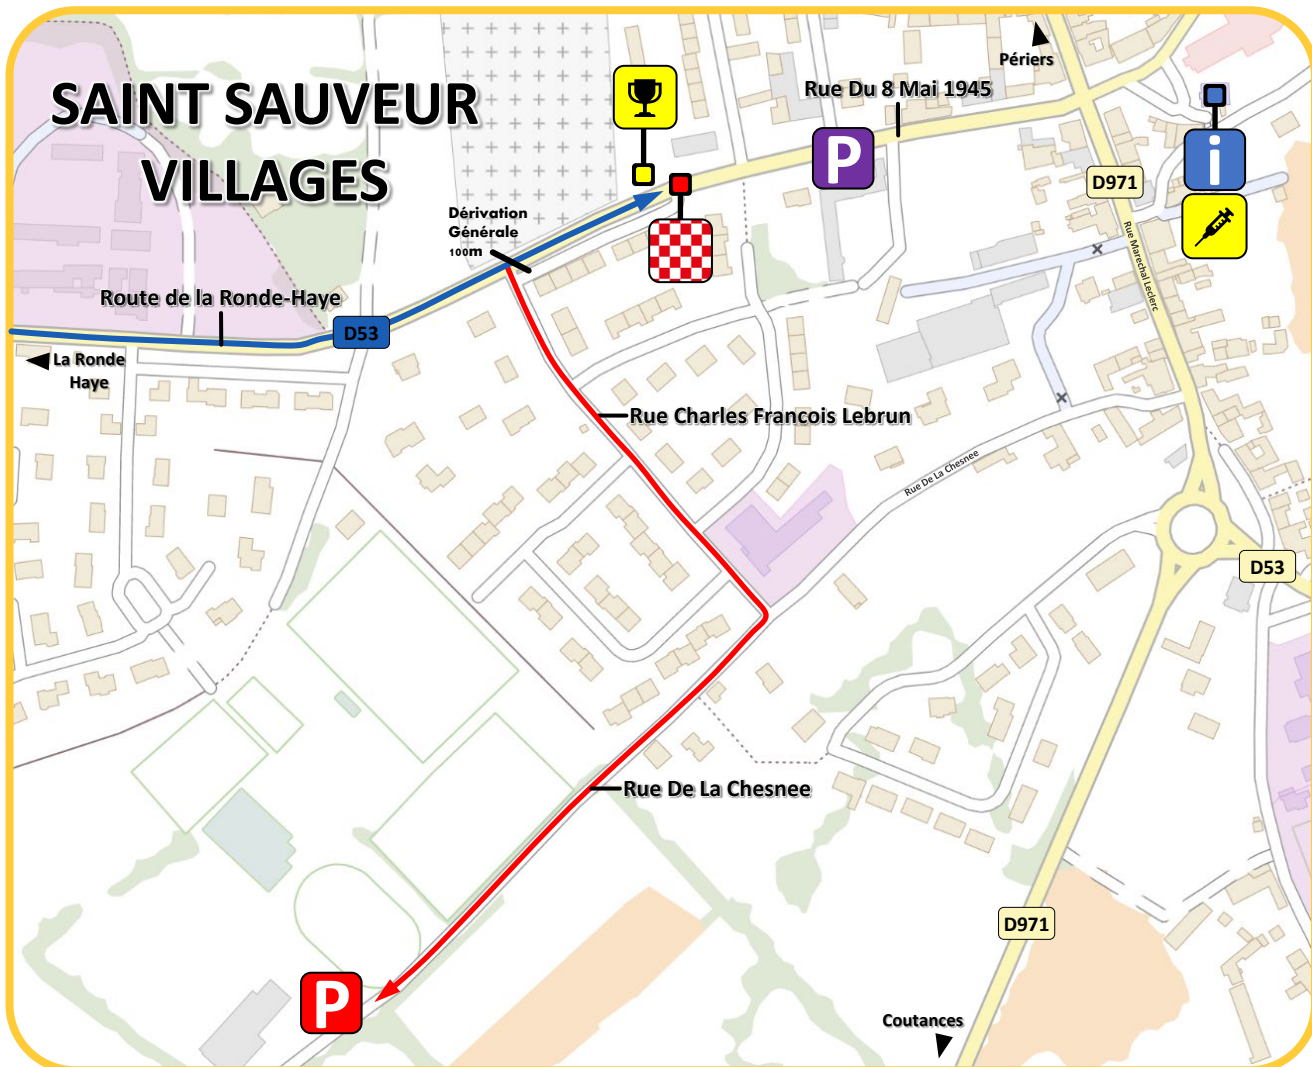 SAINT SAUVEUR
VILLAGES
Périers
Rue Du 8 Mai 1945
P
i
D971
Dérivation
Générale
100m
Rue Marechal Leclerc
Route de la Ronde-Haye
D53
La Ronde
Haye
Rue Charles Francois Lebrun
Rue De La Chesnee
D53
Rue De La Chesnee
D971
P
Coutances